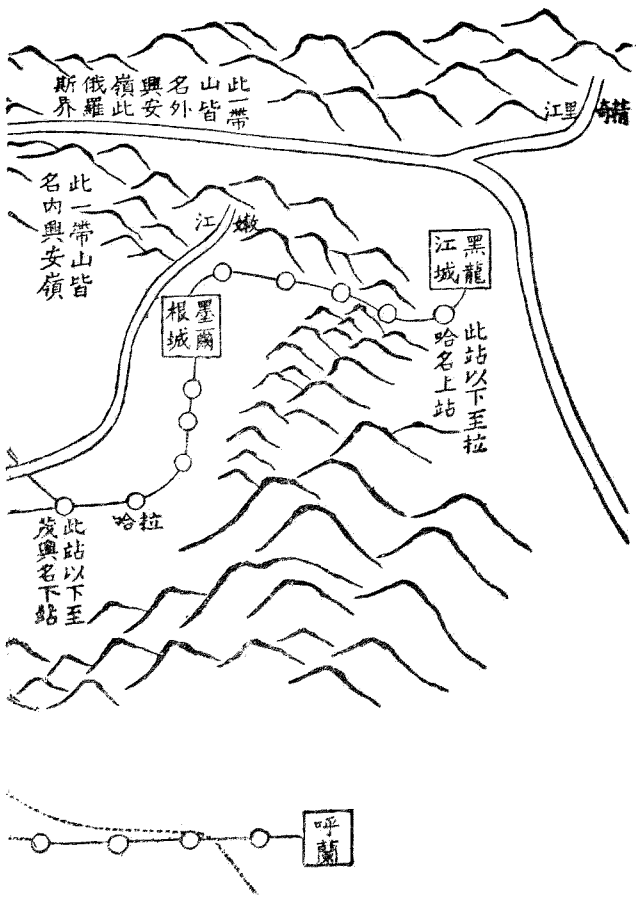 精奇里江
此一帶
山皆
名外
興安
嶺此
俄羅
斯界
嫩江
此一帶山皆
名內興安嶺
黑龍
江城
墨爾
根城
此站以下至拉
哈名上站
拉哈
此站以下至
茂興名下站
呼蘭